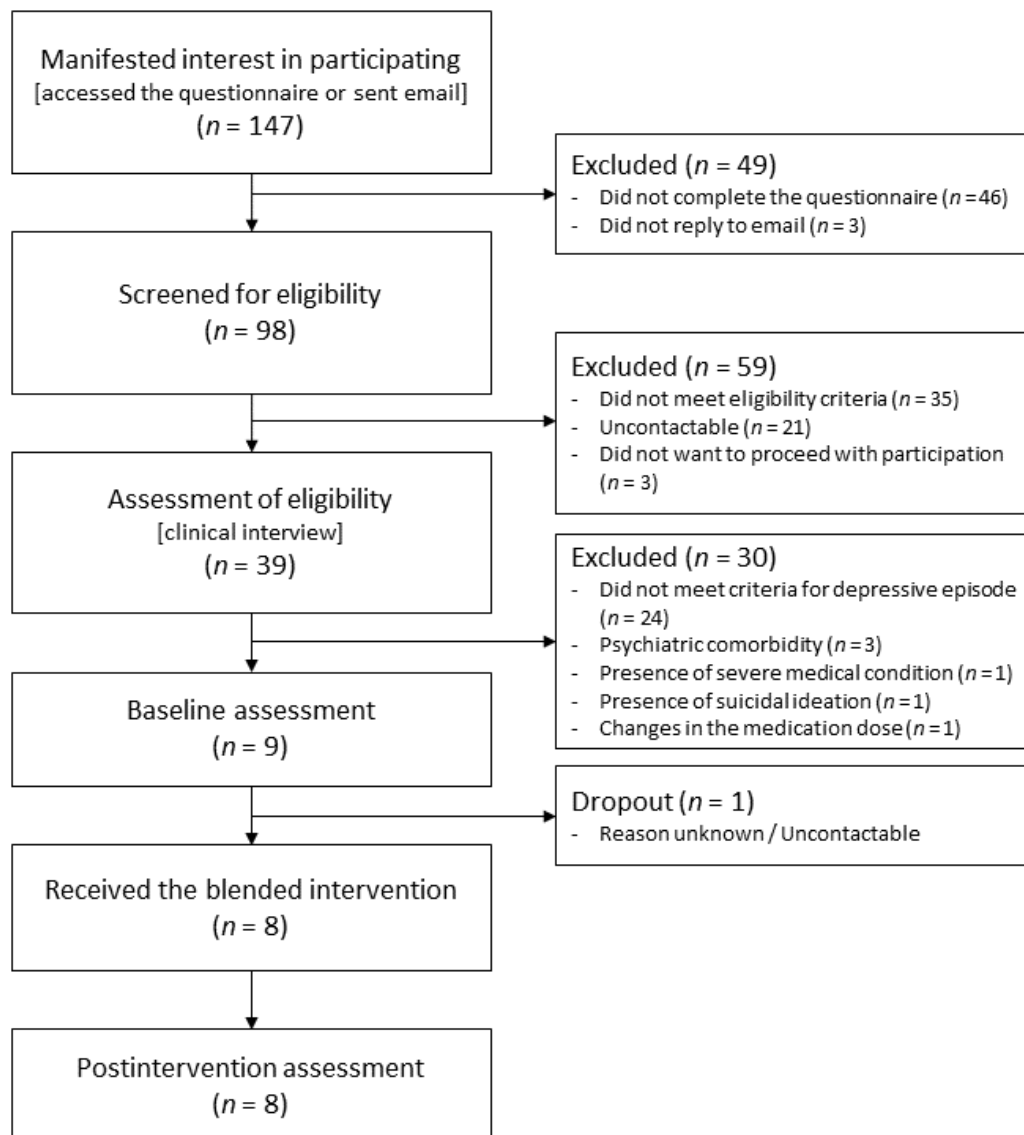 Manifested interest in participating
[accessed the questionnaire or sent email]
(n = 147)
Excluded (n = 49)
- Did not complete the questionnaire (n =46)
- Did not reply to email (n = 3)
Screened for eligibility
(n = 98)
Excluded (n = 59)
- Did not meet eligibility criteria (n = 35)
- Uncontactable (n = 21)
- Did not want to proceed with participation
(n = 3)
Assessment of eligibility
[clinical interview]
(n = 39)
Excluded (n = 30)
- Did not meet criteria for depressive episode
(n = 24)
- Psychiatric comorbidity (n = 3)
- Presence of severe medical condition (n =1)
- Presence of suicidal ideation (n =1)
- Changes in the medication dose (n =1)
Baseline assessment
(n = 9)
Dropout (n = 1)
- Reason unknown / Uncontactable
Received the blended intervention
(n = 8)
Postintervention assessment
(n = 8)